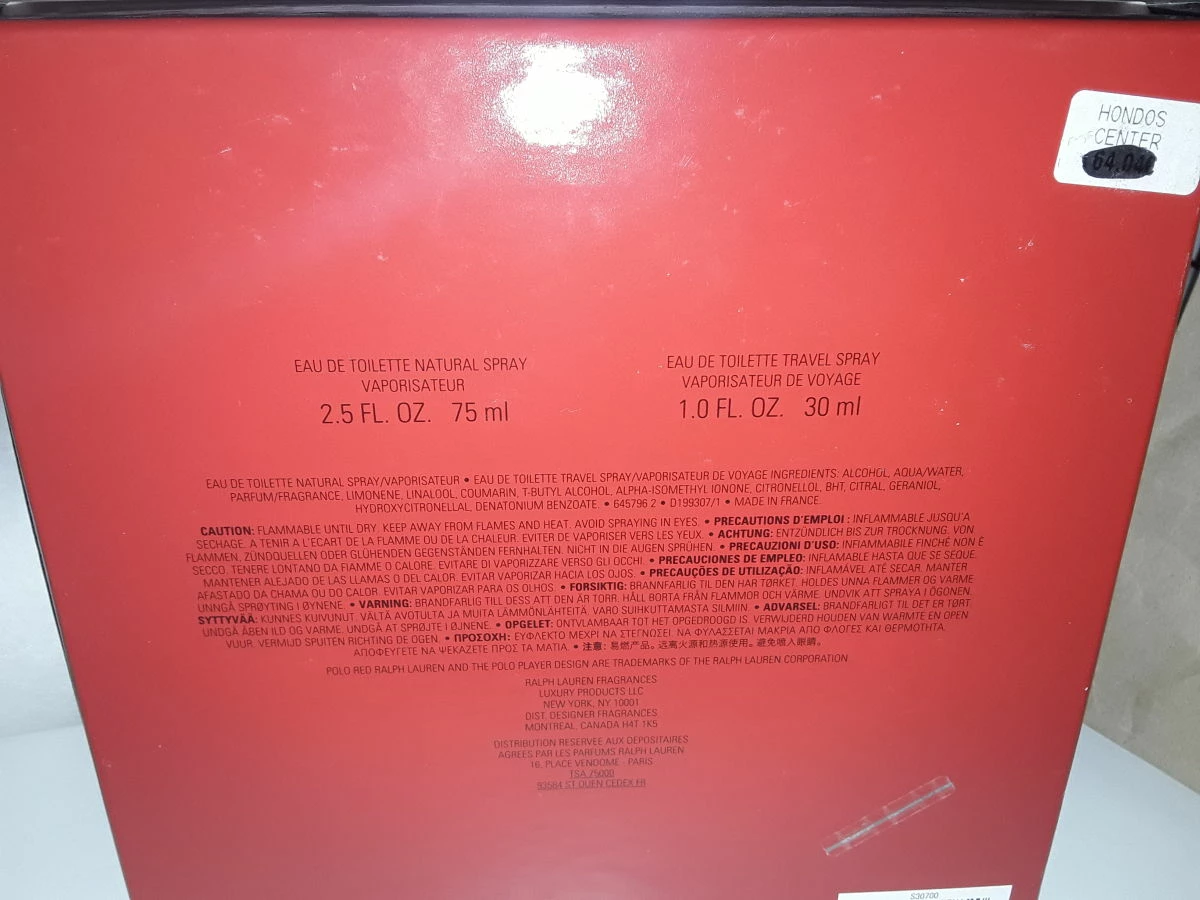 HONDOS
CENTER
64,04
EAU DE TOILETTE NATURAL SPRAY
VAPORISATEUR
2.5 FL. OZ. 75 ml
EAU DE TOILETTE TRAVEL SPRAY
VAPORISATEUR DE VOYAGE
1.0 FL. OZ. 30 ml
EAU DE TOILETTE NATURAL SPRAY/VAPORISATEUR • EAU DE TOILETTE TRAVEL SPRAY/VAPORISATEUR DE VOYAGE INGREDIENTS: ALCOHOL, AQUA/WATER,
PARFUM/FRAGRANCE, LIMONENE, LINALOOL, COUMARIN, T-BUTYL ALCOHOL, ALPHA-ISOMETHYL IONONE, CITRONELLOL, BHT, CITRAL, GERANIOL,
HYDROXYCITRONELLAL, DENATONIUM BENZOATE. • 645796 2 • D199307/1 • MADE IN FRANCE.
CAUTION: FLAMMABLE UNTIL DRY. KEEP AWAY FROM FLAMES AND HEAT. AVOID SPRAYING IN EYES. • PRECAUTIONS D'EMPLOI : INFLAMMABLE JUSQU'A
SECHAGE. A TENIR A L'ECART DE LA FLAMME OU DE LA CHALEUR. EVITER DE VAPORISER VERS LES YEUX. • ACHTUNG: ENTZÜNDLICH BIS ZUR TROCKNUNG. VON
FLAMMEN, ZÜNDQUELLEN ODER GLÜHENDEN GEGENSTÄNDEN FERNHALTEN. NICHT IN DIE AUGEN SPRÜHEN. • PRECAUZIONI D'USO: INFIAMMABILE FINCHÉ NON È
SECCO. TENERE LONTANO DA FIAMME O CALORE. EVITARE DI VAPORIZZARE VERSO GLI OCCHI. • PRECAUCIONES DE EMPLEO: INFLAMABLE HASTA QUE SE SEQUE.
MANTENER ALEJADO DE LAS LLAMAS O DEL CALOR. EVITAR VAPORIZAR HACIA LOS OJOS. • PRECAUÇÕES DE UTILIZAÇÃO: INFLAMÁVEL ATÉ SECAR. MANTER
AFASTADO DA CHAMA OU DO CALOR. EVITAR VAPORIZAR PARA OS OLHOS. • FORSIKTIG: BRANNFARLIG TIL DEN HAR TØRKET. HOLDES UNNA FLAMMER OG VARME
UNNGÅ SPRØYTING I ØYNENE. • VARNING: BRANDFARLIG TILL DESS ATT DEN ÄR TORR. HÅLL BORTA FRÅN FLAMMOR OCH VÄRME. UNDVIK ATT SPRAYA I ÖGONEN.
SYTTYVÄÄ: KUNNES KUIVUNUT. VÄLTÄ AVOTULTA JA MUITA LÄMMÖNLÄHTEITÄ. VARO SUIHKUTTAMASTA SILMIIN. • ADVARSEL: BRANDFARLIGT TIL DET ER TØRT.
UNDGÅ ÅBEN ILD OG VARME. UNDGÅ AT SPRØJTE I ØJNENE. • OPGELET: ONTVLAMBAAR TOT HET OPGEDROOGD IS. VERWIJDERD HOUDEN VAN WARMTE EN OPEN
VUUR. VERMIJD SPUITEN RICHTING DE OGEN. • ΠΡΟΣΟΧΗ: ΕΥΦΛΕΚΤΟ ΜΕΧΡΙ ΝΑ ΣΤΕΓΝΩΣΕΙ. ΝΑ ΦΥΛΑΣΣΕΤΑΙ ΜΑΚΡΙΑ ΑΠΟ ΦΛΟΓΕΣ ΚΑΙ ΘΕΡΜΟΤΗΤΑ.
ΑΠΟΦΕΥΓΕΤΕ ΝΑ ΨΕΚΑΖΕΤΕ ΠΡΟΣ ΤΑ ΜΑΤΙΑ. • 注意: 易燃产品。远离火源和热源使用。避免喷入眼睛。
POLO RED RALPH LAUREN AND THE POLO PLAYER DESIGN ARE TRADEMARKS OF THE RALPH LAUREN CORPORATION
RALPH LAUREN FRAGRANCES
LUXURY PRODUCTS LLC
NEW YORK, NY 10001
DIST. DESIGNER FRAGRANCES
MONTREAL, CANADA H4T 1K5
DISTRIBUTION RESERVEE AUX DEPOSITAIRES
AGREES PAR LES PARFUMS RALPH LAUREN
16, PLACE VENDOME - PARIS
TSA 75000
93584 ST OUEN CEDEX FR
S30700